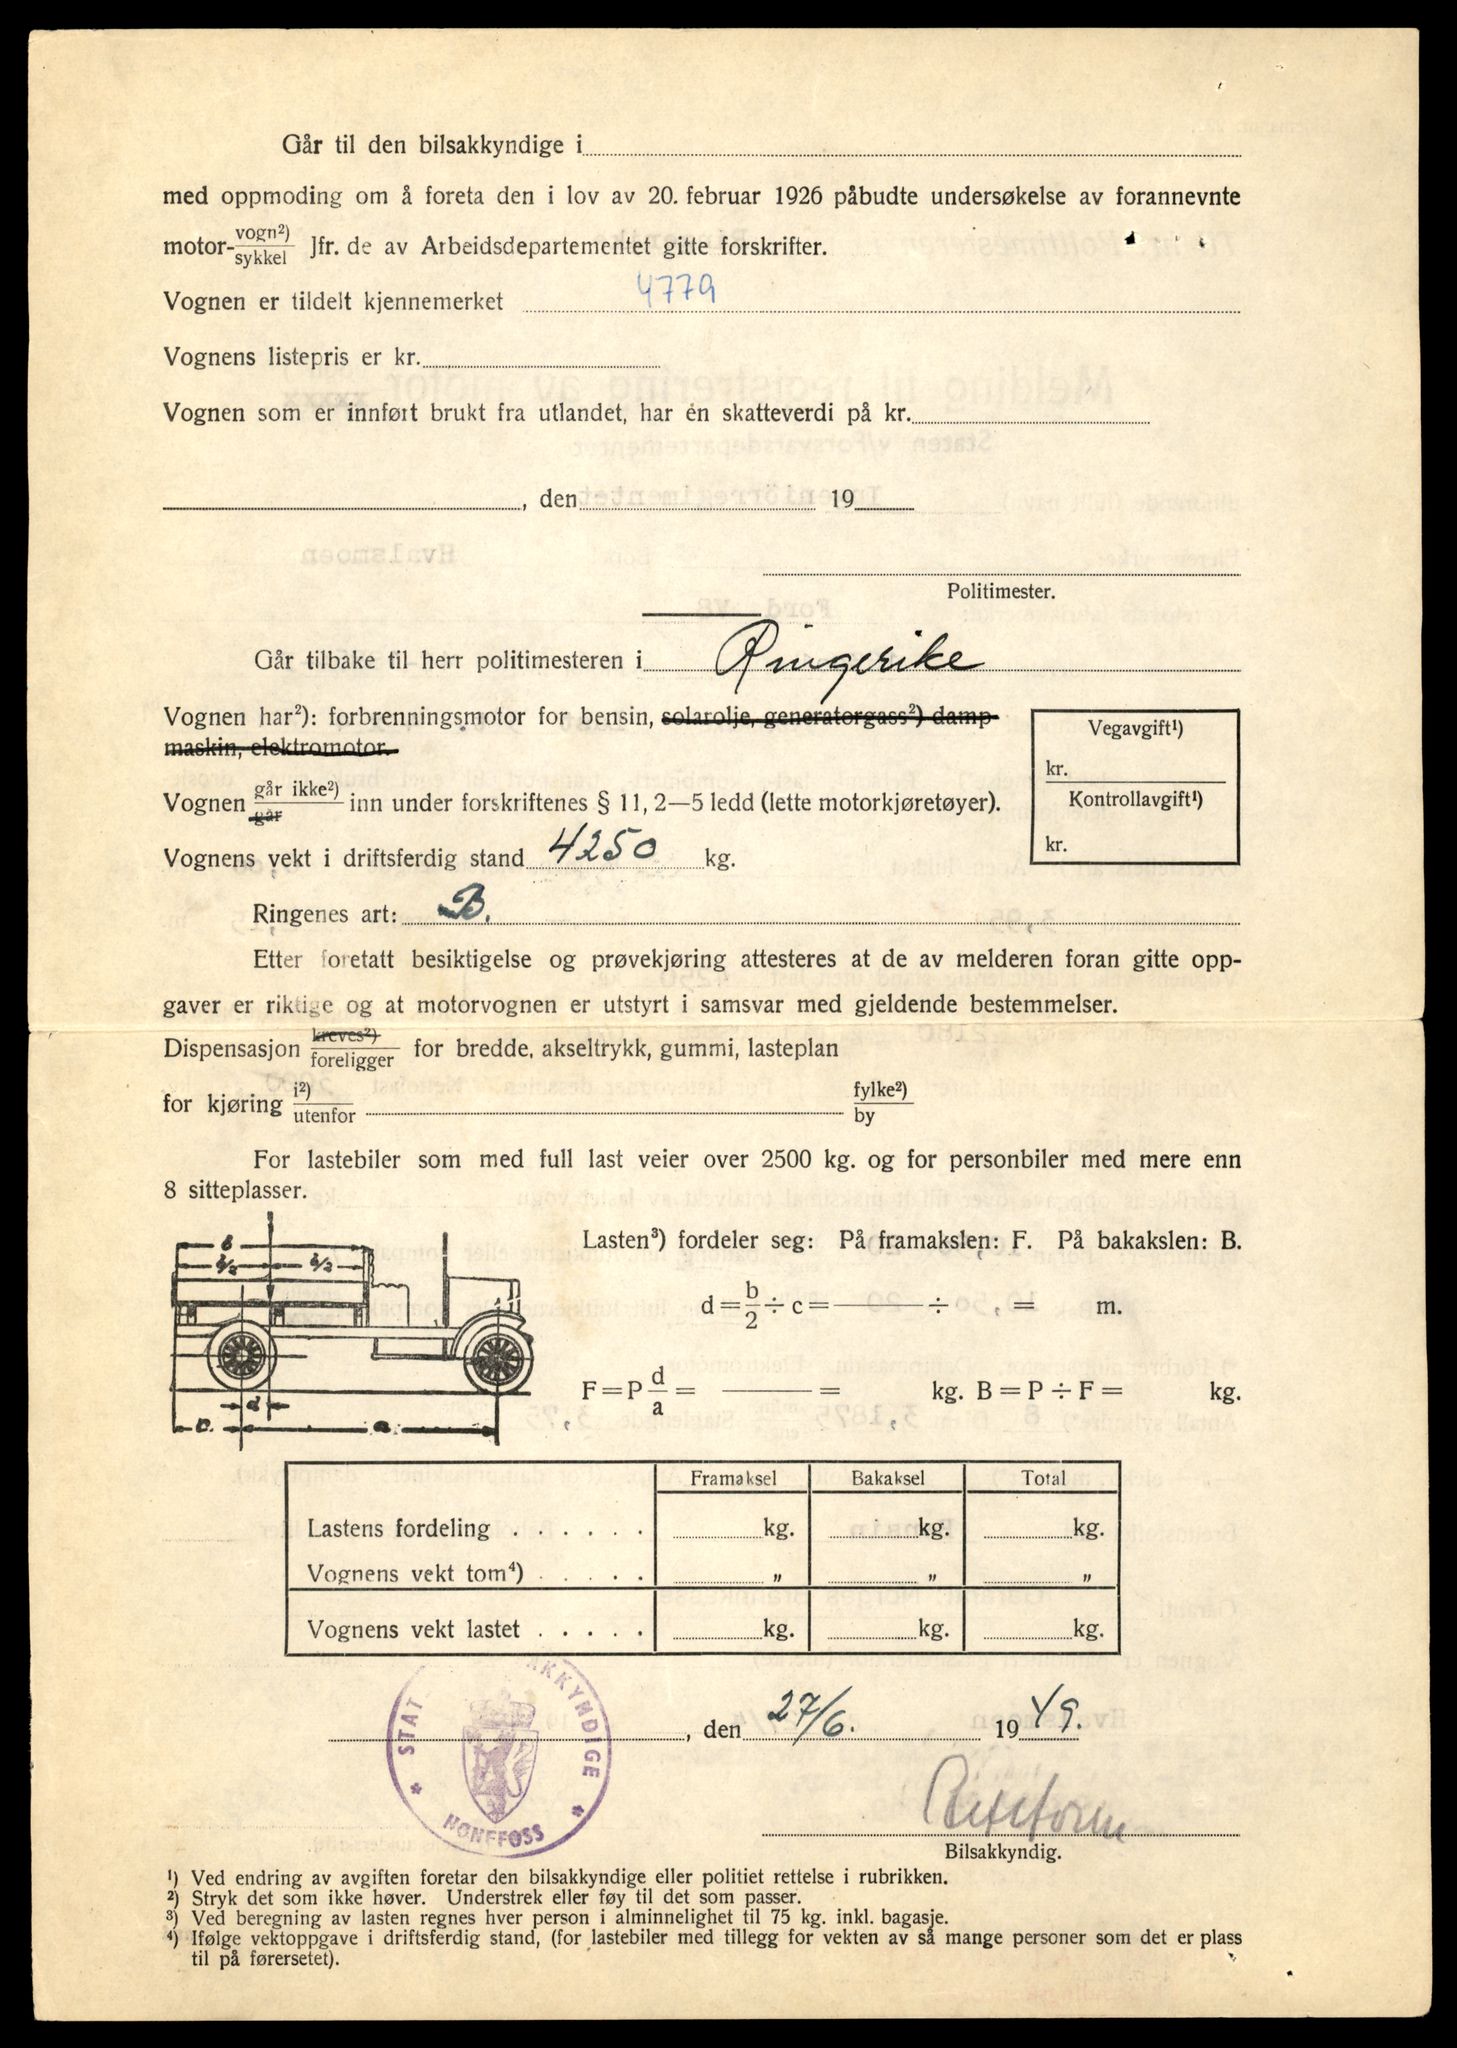 Går til den bilsakkyndige i
med oppmoding om å foreta den i lov av 20. februar 1926 påbudte undersøkelse av forannevnte
motor- vogn²) / sykkel Jfr. de av Arbeidsdepartementet gitte forskrifter.
Vognen er tildelt kjennemerket 4779
Vognens listepris er kr.
Vognen som er innført brukt fra utlandet, har en skatteverdi på kr.
, den 19
Politimester.
Går tilbake til herr politimesteren i Ringerike
Vognen har²): forbrenningsmotor for bensin, solarolje, generatorgass²) damp-
maskin, elektromotor.
Vegavgift¹)
kr.
Kontrollavgift¹)
kr.
Vognen går ikke²) / går inn under forskriftenes § 11, 2—5 ledd (lette motorkjøretøyer).
Vognens vekt i driftsferdig stand 4250 kg.
Ringenes art: B.
Etter foretatt besiktigelse og prøvekjøring attesteres at de av melderen foran gitte opp-
gaver er riktige og at motorvognen er utstyrt i samsvar med gjeldende bestemmelser.
Dispensasjon kreves²) / foreligger for bredde, akseltrykk, gummi, lasteplan
for kjøring i²) / utenfor fylke²) / by
For lastebiler som med full last veier over 2500 kg. og for personbiler med mere enn
8 sitteplasser.
Lasten³) fordeler seg: På framakslen: F. På bakakslen: B.
d = b/2 ÷ c = ÷ = m.
F = P d/a = = kg. B = P ÷ F = kg.
b
b/2 b/2
d
c. a.
Framaksel Bakaksel Total
Lastens fordeling . . . . . . kg. kg. kg.
Vognens vekt tom⁴) . . . . . „ „ „
Vognens vekt lastet . . . . . kg. kg. kg.
STAT AKKYNDIGE
HØNEFOSS
, den 27/6. 1949.
Bilsakkyndig.
¹) Ved endring av avgiften foretar den bilsakkyndige eller politiet rettelse i rubrikken.
²) Stryk det som ikke høver. Understrek eller føy til det som passer.
³) Ved beregning av lasten regnes hver person i alminnelighet til 75 kg. inkl. bagasje.
⁴) Ifølge vektoppgave i driftsferdig stand, (for lastebiler med tillegg for vekten av så mange personer som det er plass
til på førersetet).